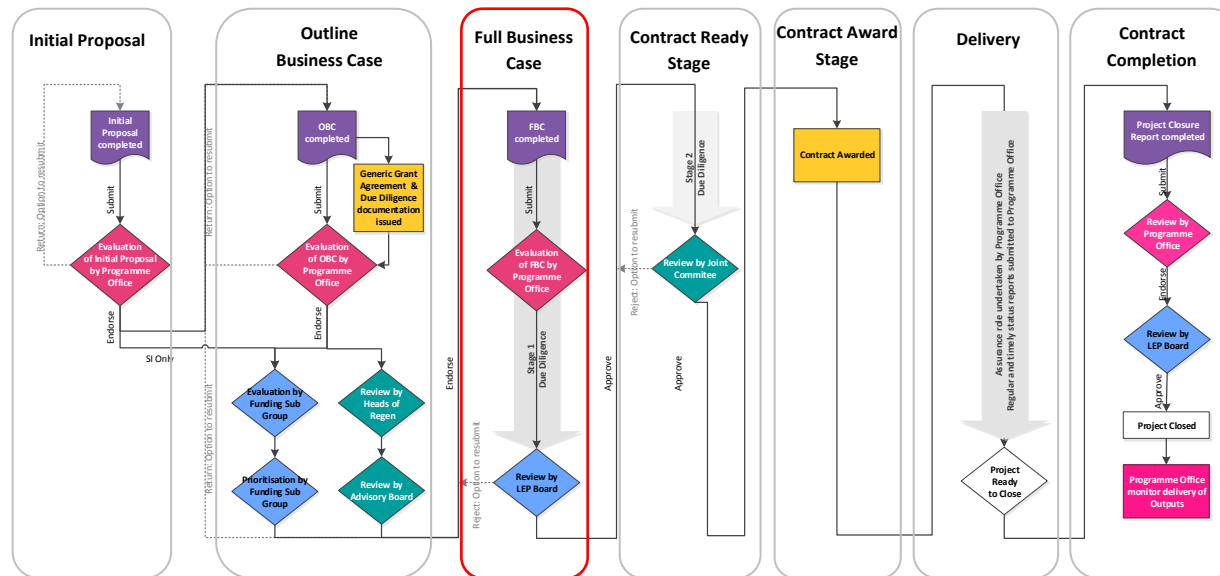 Initial Proposal
Outline
Business Case
Full Business
Case
Contract Ready
Stage
Contract Award
Stage
Delivery
Contract
Completion
Initial
Proposal
completed
Submit
Return: Option to resubmit
Evaluation
of Initial Proposal
by Programme
Office
Endorse
SI Only
OBC
completed
Generic Grant
Agreement &
Due Diligence
documentation
issued
Submit
Return: Option to resubmit
Evaluation
of OBC by
Programme
Office
Endorse
Evaluation by
Funding Sub
Group
Prioritisation by
Funding Sub
Group
Review by
Heads of
Regen
Review by
Advisory Board
Return: Option to resubmit
Endorse
FBC
completed
Submit
Evaluation
of FBC by
Programme
Office
Stage 1
Due Diligence
Reject: Option to resubmit
Review by
LEP Board
Approve
Stage 2
Due Diligence
Review by Joint
Commitee
Reject: Option to resubmit
Approve
Contract Awarded
Assurance role undertaken by Programme Office
Regular and timely status reports submitted to Programme Office
Project
Ready
to Close
Project Closure
Report completed
Submit
Review by
Programme
Office
Endorse
Review by
LEP Board
Approve
Project Closed
Programme Office
monitor delivery of
Outputs